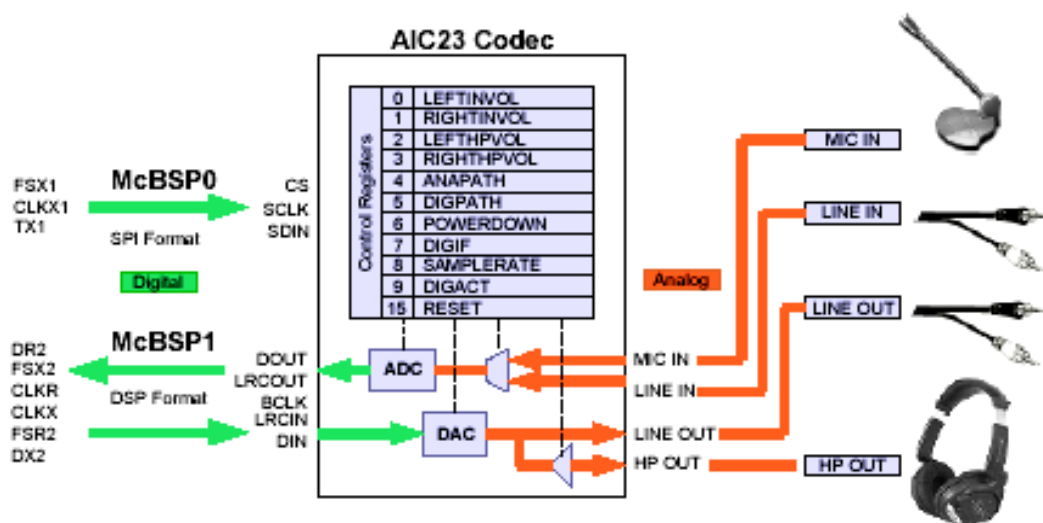 AIC23 Codec
Control Registers
0 LEFTINVOL
1 RIGHTINVOL
2 LEFTHPVOL
3 RIGHTHPVOL
4 ANAPATH
5 DIGPATH
6 POWERDOWN
7 DIGIF
8 SAMPLERATE
9 DIGACT
15 RESET
McBSP0
FSX1
CLKX1
TX1
SPI Format
CS
SCLK
SDIN
Digital
Analog
McBSP1
DR2
FSX2
CLKR
CLKX
FSR2
DX2
DSP Format
DOUT
LRCOUT
BCLK
LRCIN
DIN
ADC
DAC
MIC IN
LINE IN
LINE OUT
HP OUT
MIC IN
LINE IN
LINE OUT
HP OUT